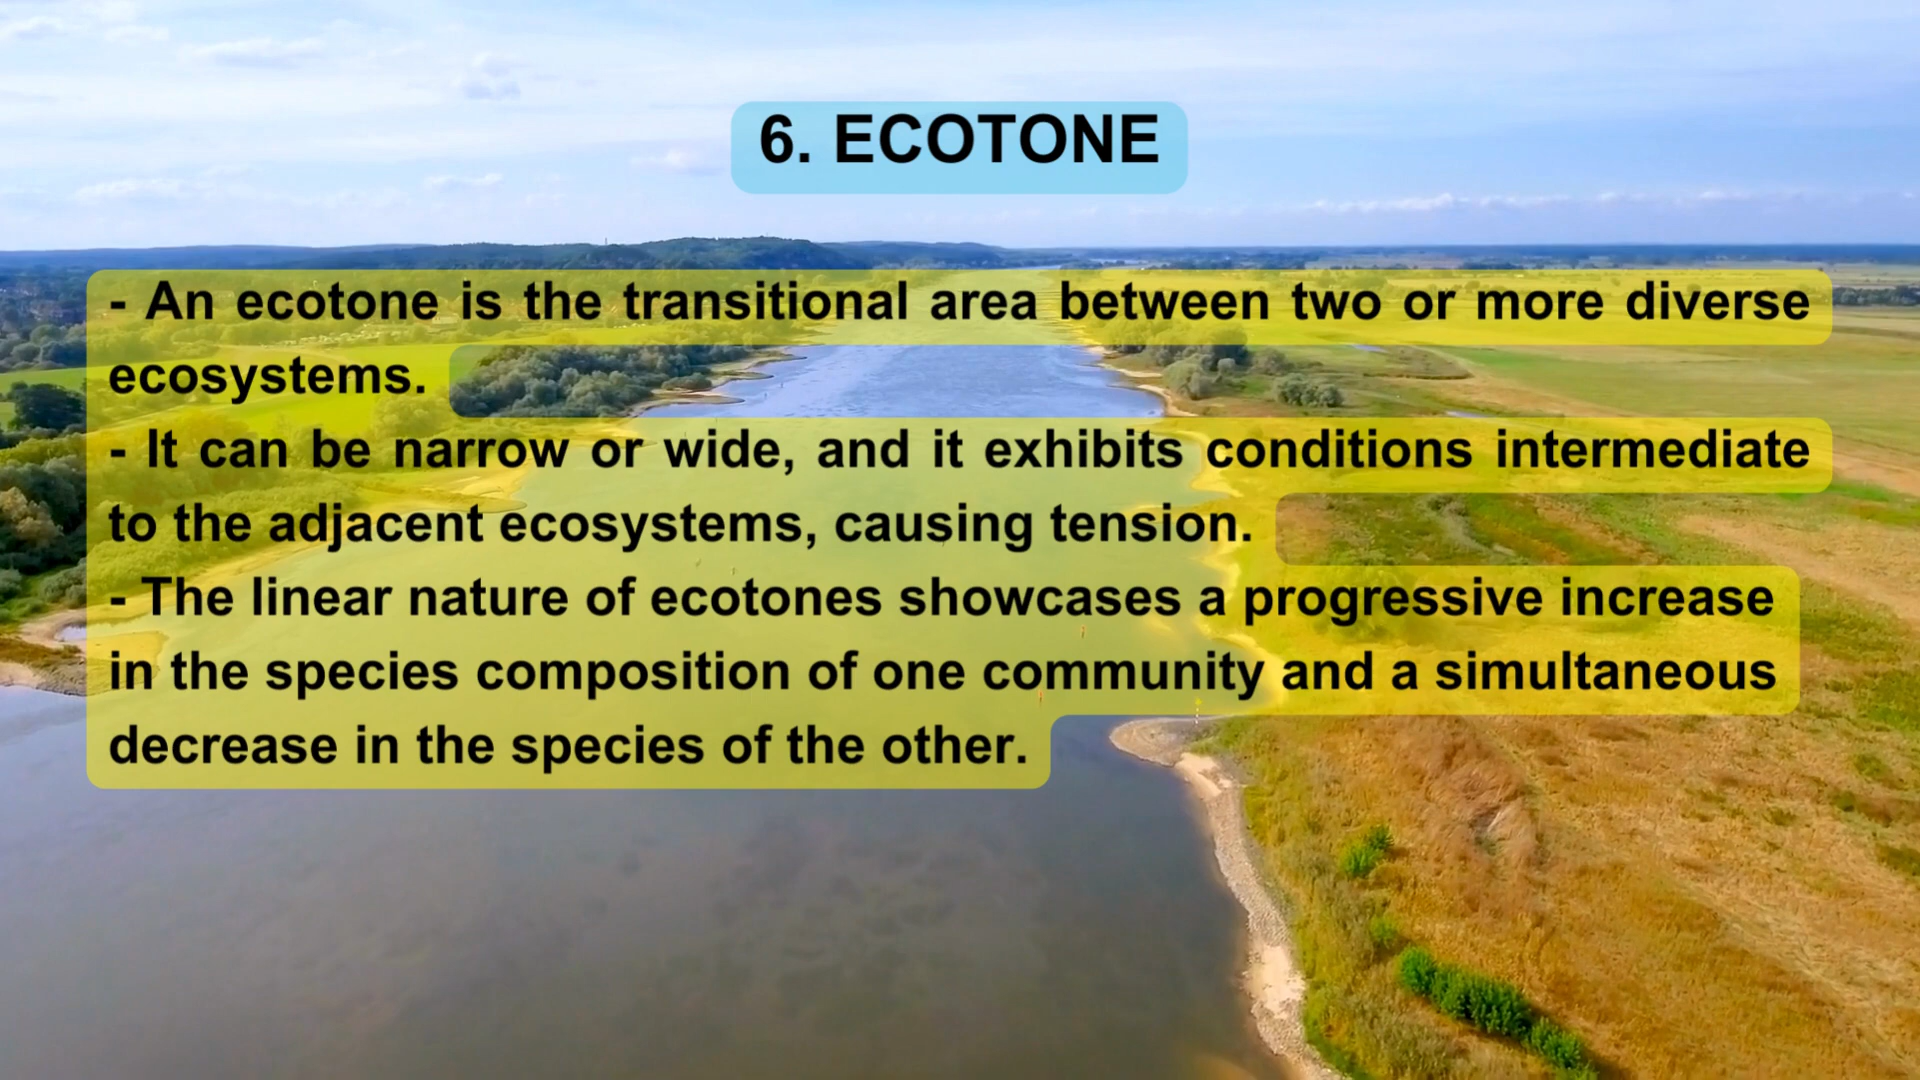 6. ECOTONE
- An ecotone is the transitional area between two or more diverse
ecosystems.
- It can be narrow or wide, and it exhibits conditions intermediate
to the adjacent ecosystems, causing tension.
- The linear nature of ecotones showcases a progressive increase
in the species composition of one community and a simultaneous
decrease in the species of the other.